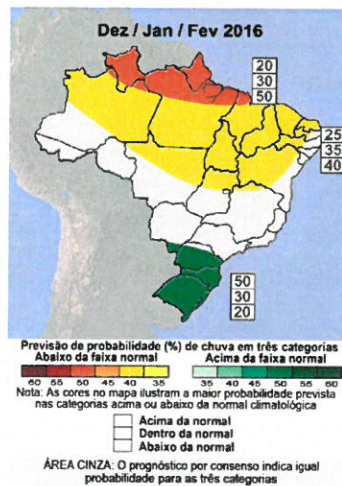 Dez / Jan / Fev 2016
20
30
50
25
35
40
50
30
20
Previsão de probabilidade (%) de chuva em três categorias
Abaixo da faixa normal Acima da faixa normal
60 55 50 45 40 35 35 40 45 50 55 60
Nota: As cores no mapa ilustram a maior probabilidade prevista
nas categorias acima ou abaixo da normal climatológica
Acima da normal
Dentro da normal
Abaixo da normal
ÁREA CINZA: O prognóstico por consenso indica igual
probabilidade para as três categorias